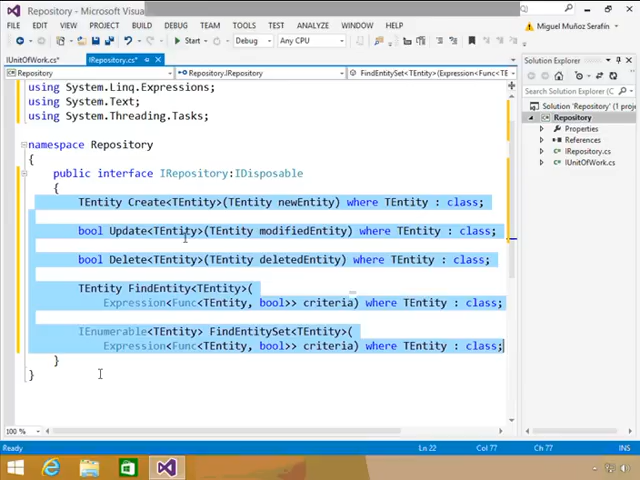 Repository - Microsoft Visua
FILE EDIT VIEW PROJECT BUILD DEBUG TEAM TOOLS TEST ANALYZE WINDOW HELP
Miguel Muñoz Serafín
Start Debug Any CPU
IUnitOfWork.cs* IRepository.cs*
Repository Repository.IRepository FindEntitySet<TEntity>(Expression<Func<TE
using System.Linq.Expressions;
using System.Text;
using System.Threading.Tasks;
namespace Repository
{
public interface IRepository:IDisposable
{
TEntity Create<TEntity>(TEntity newEntity) where TEntity : class;
bool Update<TEntity>(TEntity modifiedEntity) where TEntity : class;
bool Delete<TEntity>(TEntity deletedEntity) where TEntity : class;
TEntity FindEntity<TEntity>(
Expression<Func<TEntity, bool>> criteria) where TEntity : class;
IEnumerable<TEntity> FindEntitySet<TEntity>(
Expression<Func<TEntity, bool>> criteria) where TEntity : class;
}
}
100 %
Solution Explorer
Search Solution Explorer
Solution 'Repository'
Repository
Properties
References
IRepository.cs
IUnitOfWork.cs
Ready Ln 22 Col 77 Ch 77